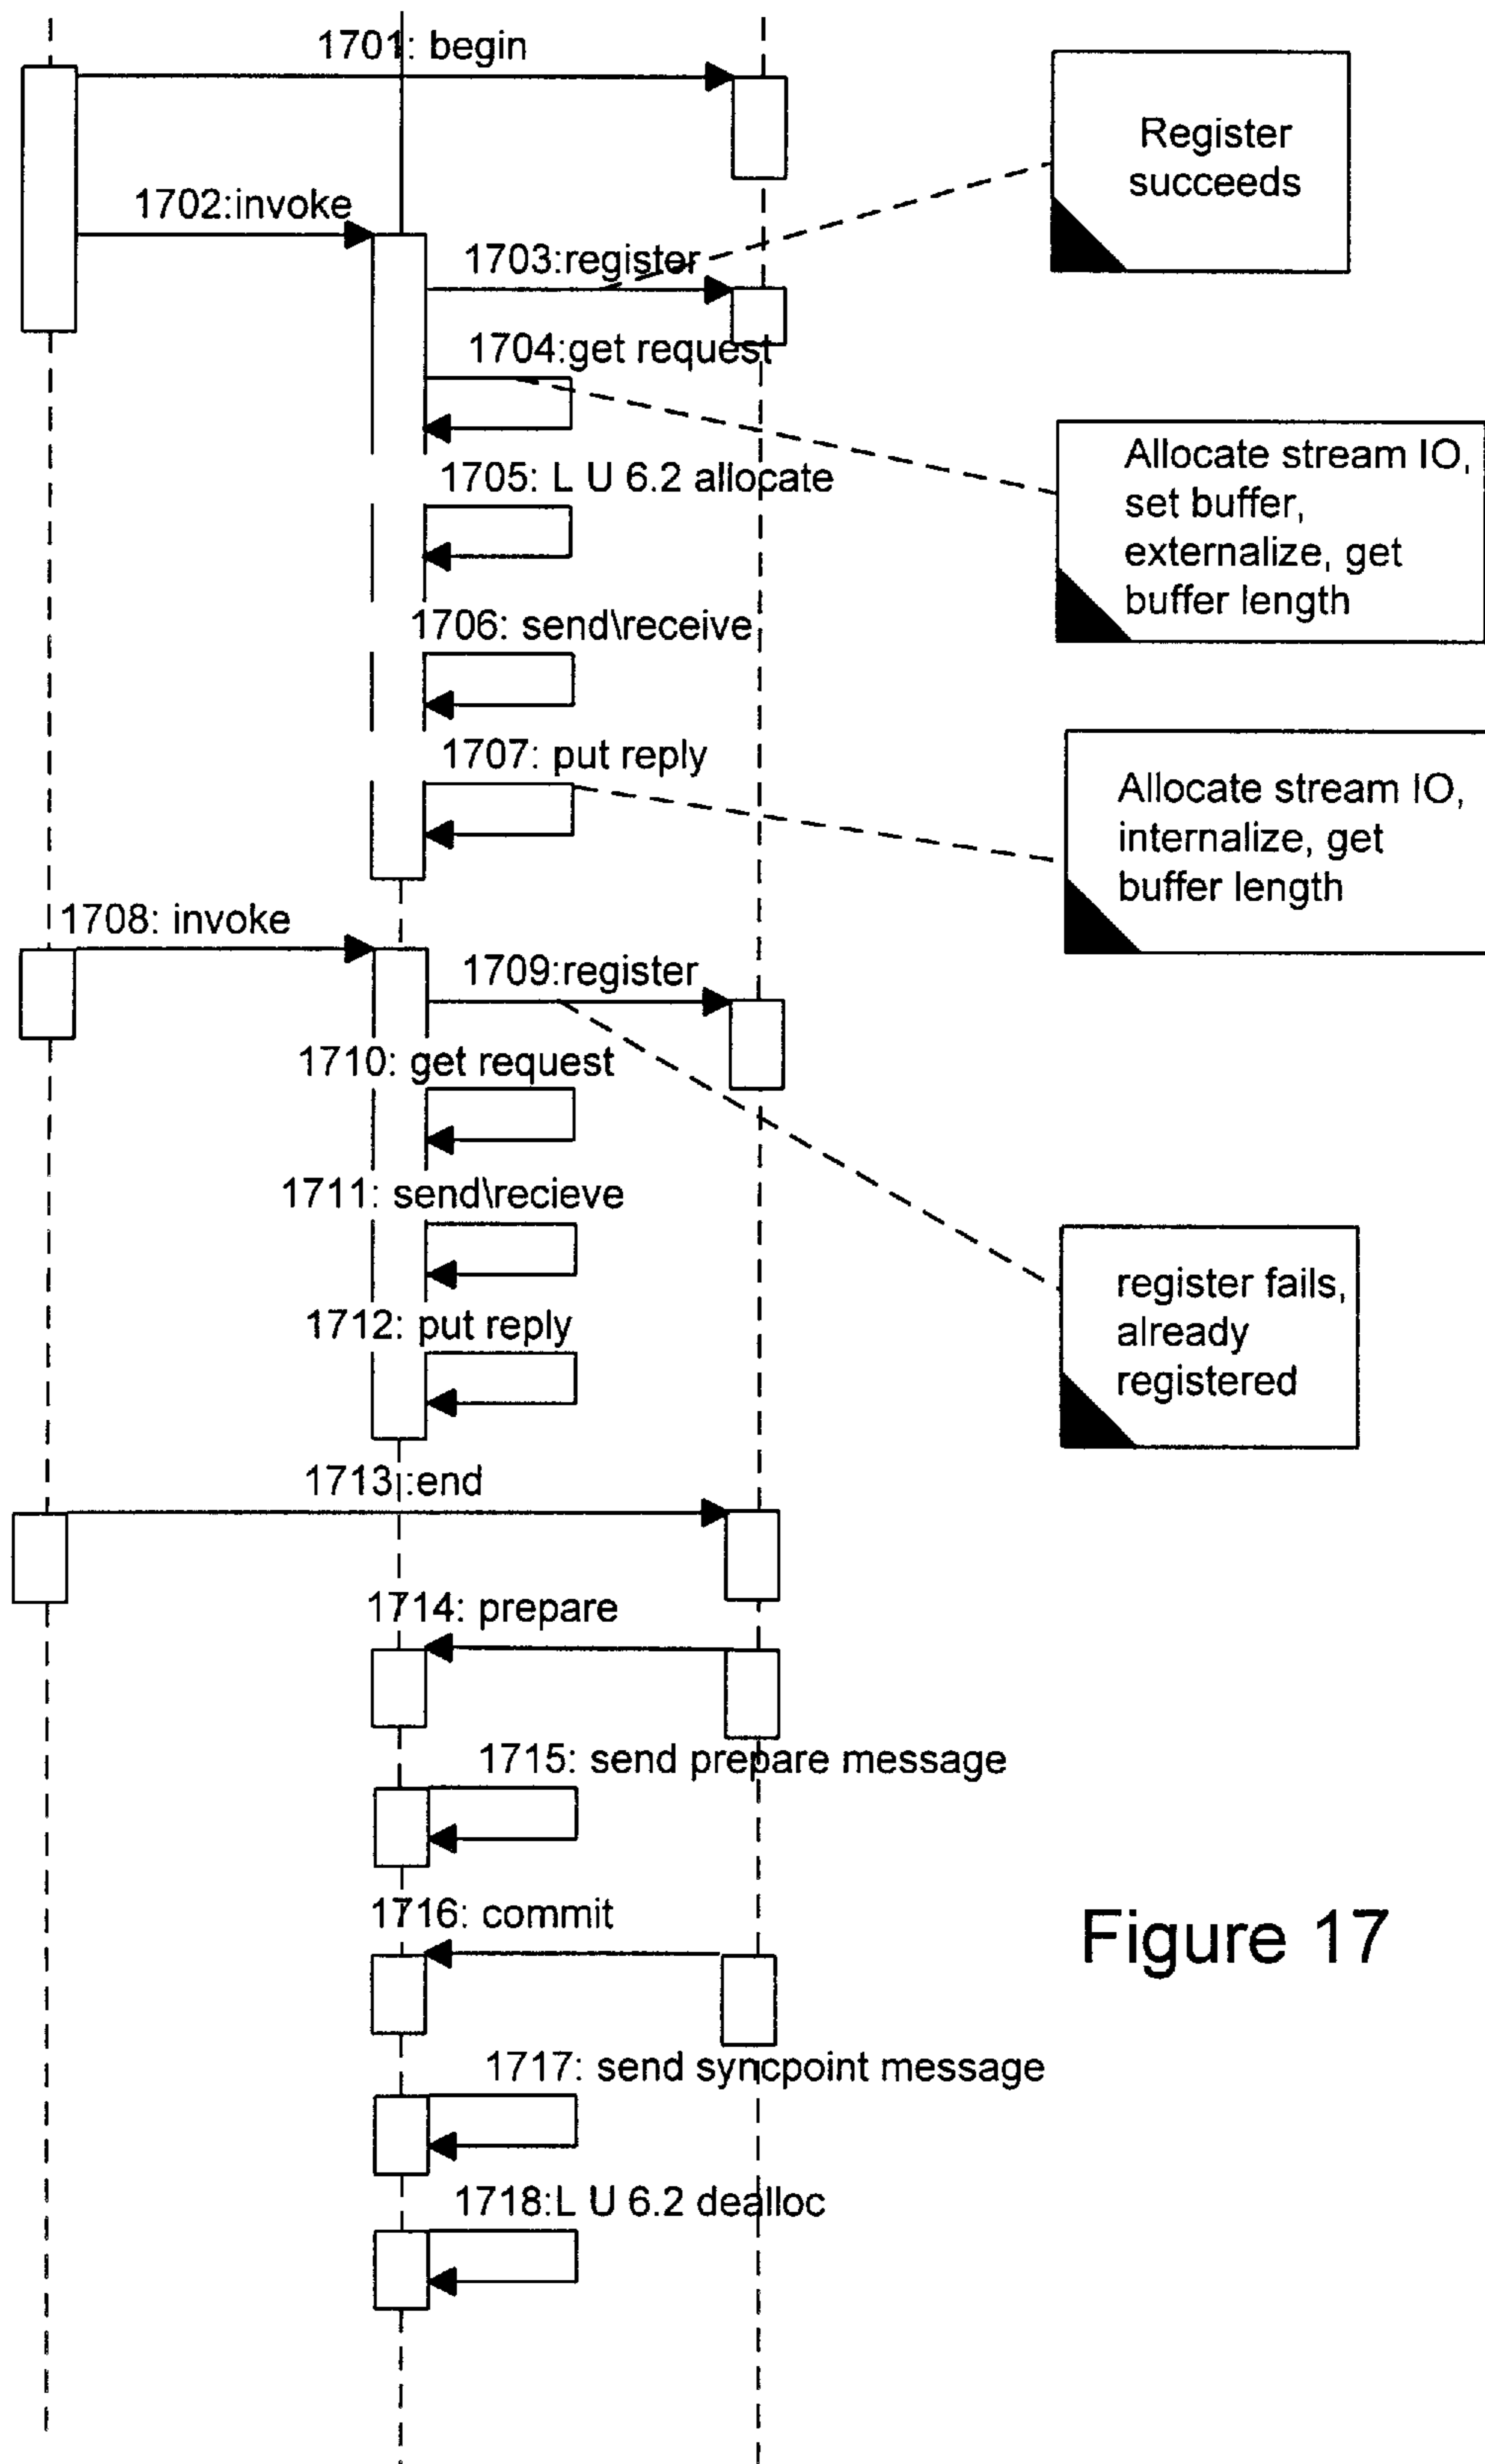 1701: begin
Register
succeeds
1702:invoke
1703:register
1704:get request
Allocate stream IO,
set buffer,
externalize, get
buffer length
1705: L U 6.2 allocate
1706: send\receive
1707: put reply
Allocate stream IO,
internalize, get
buffer length
1708: invoke
1709:register
1710: get request
1711: send\recieve
register fails,
already
registered
1712: put reply
1713:end
1714: prepare
1715: send prepare message
1716: commit
Figure 17
1717: send syncpoint message
1718:L U 6.2 dealloc